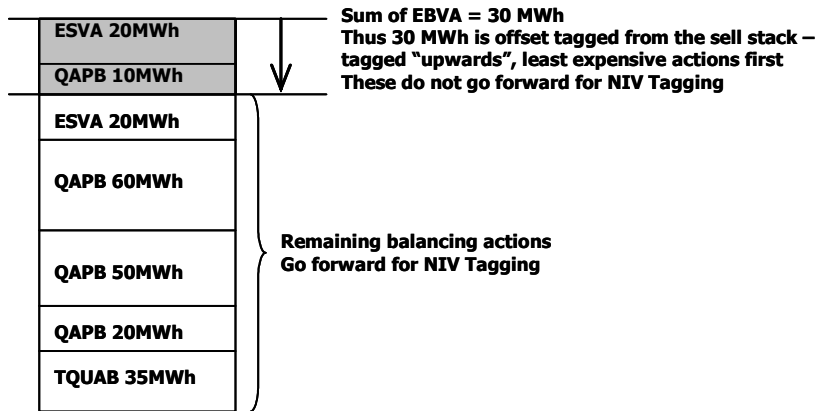 Sum of EBVA = 30 MWh
Thus 30 MWh is offset tagged from the sell stack –
tagged “upwards”, least expensive actions first
These do not go forward for NIV Tagging
ESVA 20MWh
QAPB 10MWh
ESVA 20MWh
QAPB 60MWh
QAPB 50MWh
QAPB 20MWh
TQUAB 35MWh
Remaining balancing actions
Go forward for NIV Tagging